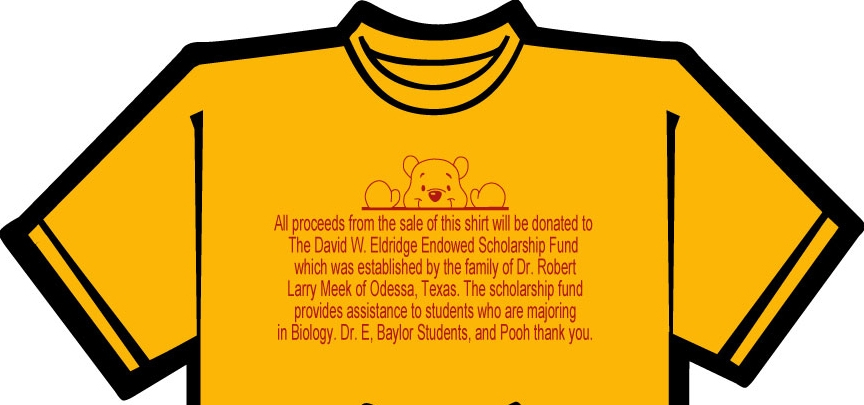 All proceeds from the sale of this shirt will be donated to
The David W. Eldridge Endowed Scholarship Fund
which was established by the family of Dr. Robert
Larry Meek of Odessa, Texas. The scholarship fund
provides assistance to students who are majoring
in Biology. Dr. E, Baylor Students, and Pooh thank you.